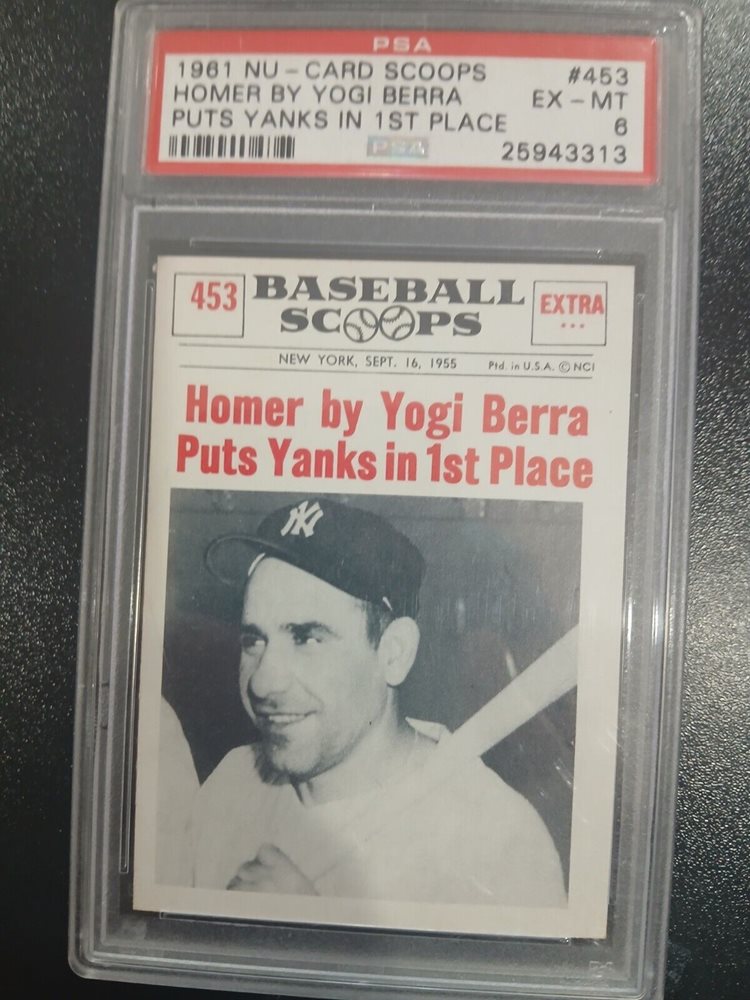 PSA
1961 NU-CARD SCOOPS #453
HOMER BY YOGI BERRA EX-MT
PUTS YANKS IN 1ST PLACE 6
PSA 25943313
453 BASEBALL EXTRA
SCOOPS ...
NEW YORK, SEPT. 16, 1955 Ptd. in U.S.A. © NCI
Homer by Yogi Berra
Puts Yanks in 1st Place
NY